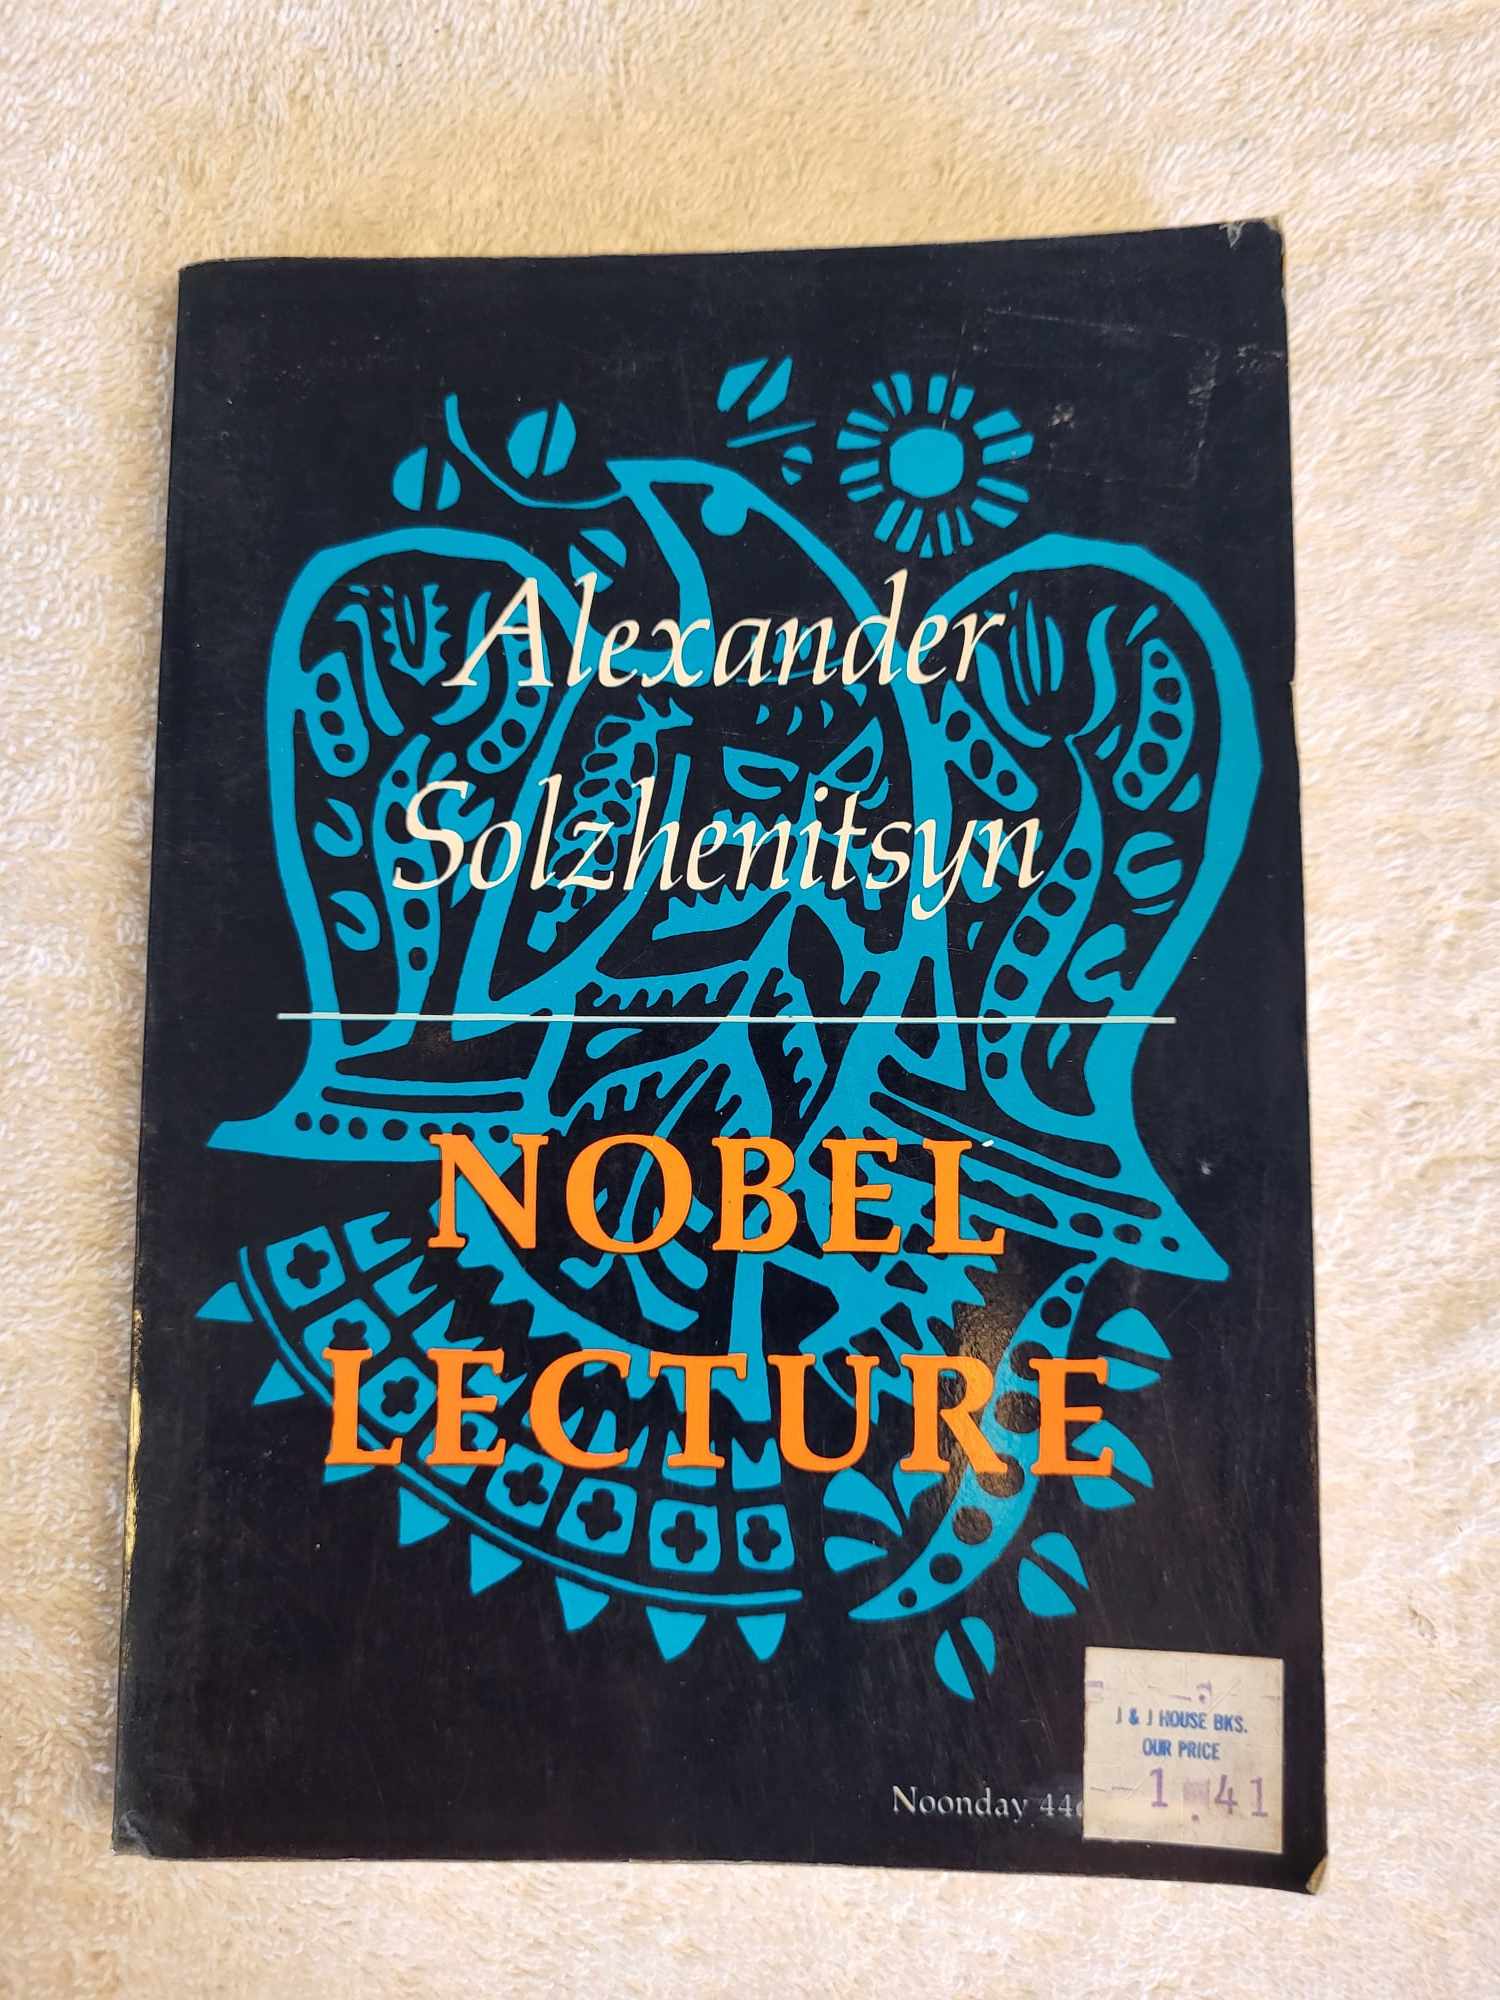 Alexander
Solzhenitsyn
NOBEL
LECTURE
J & J HOUSE BKS.
OUR PRICE
1.41
Noonday